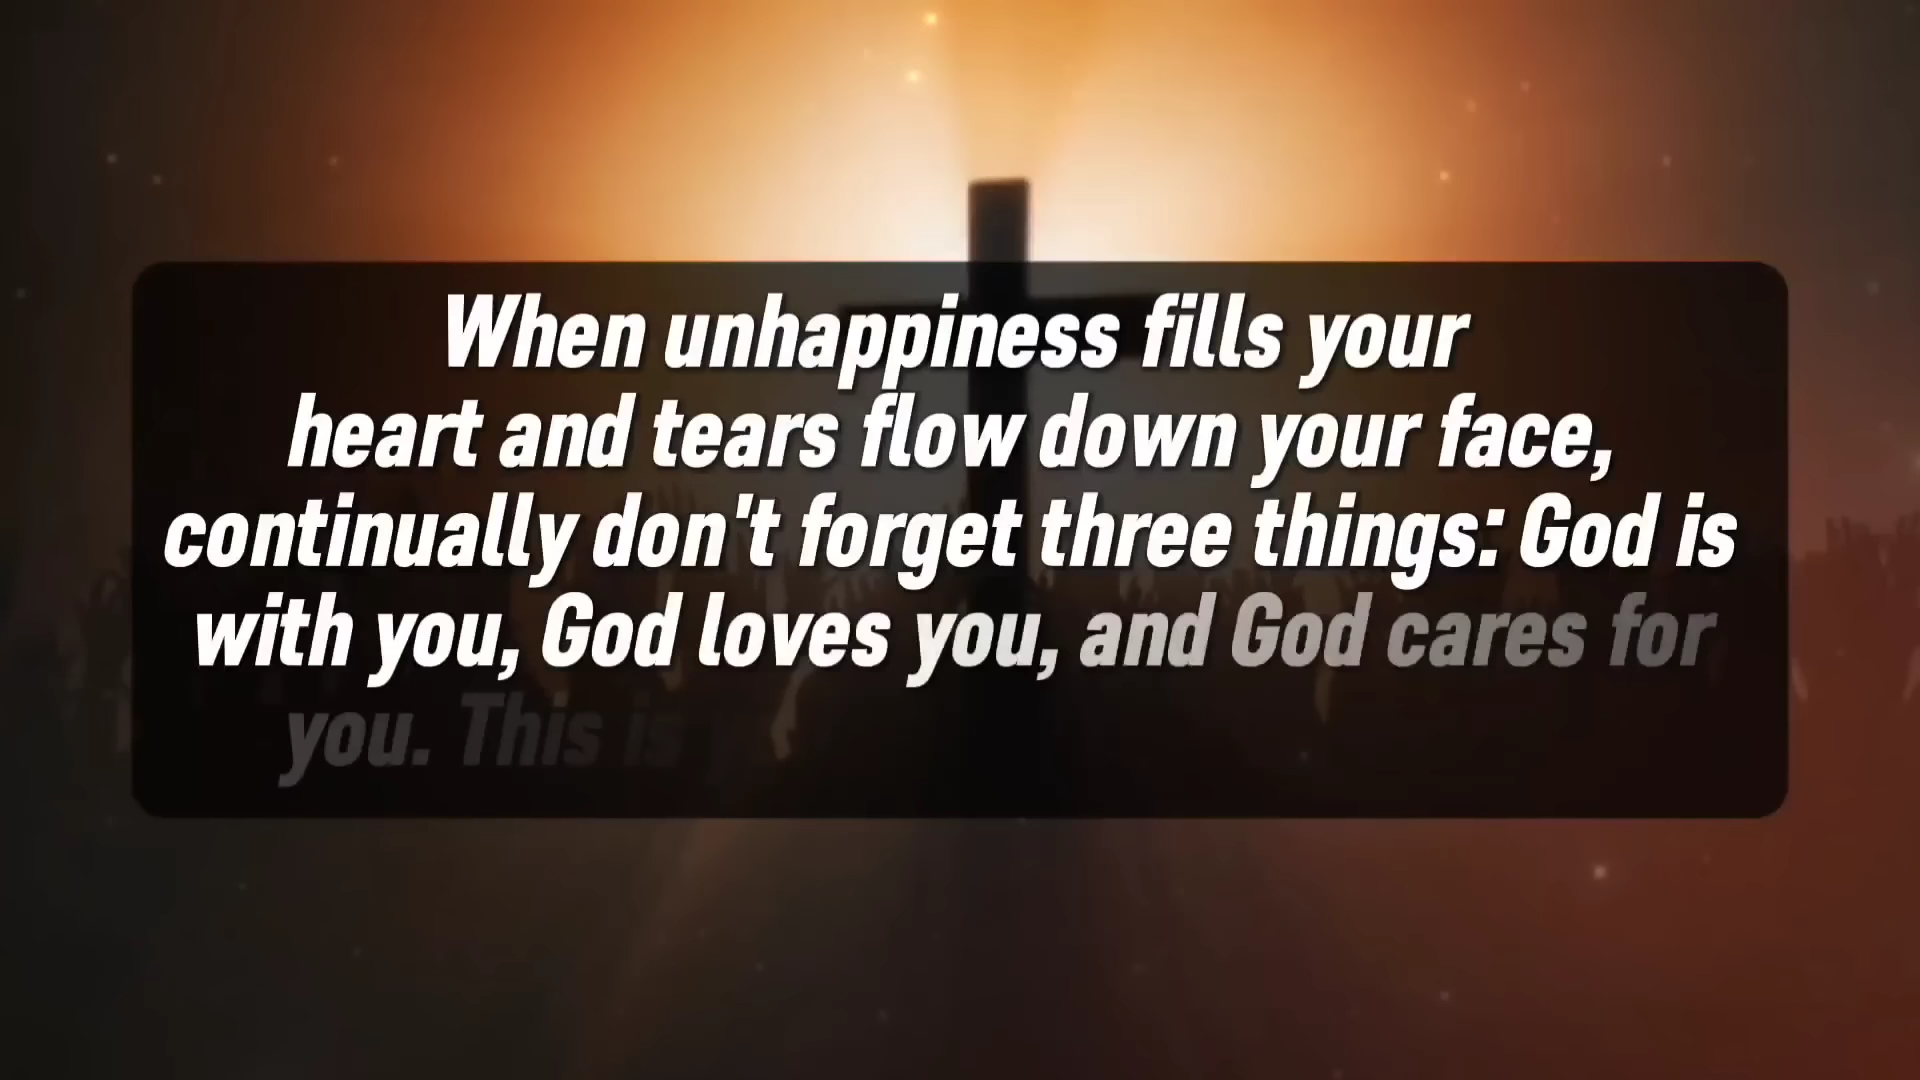 When unhappiness fills your
heart and tears flow down your face,
continually don't forget three things: God is
with you, God loves you, and God cares for
you. This is